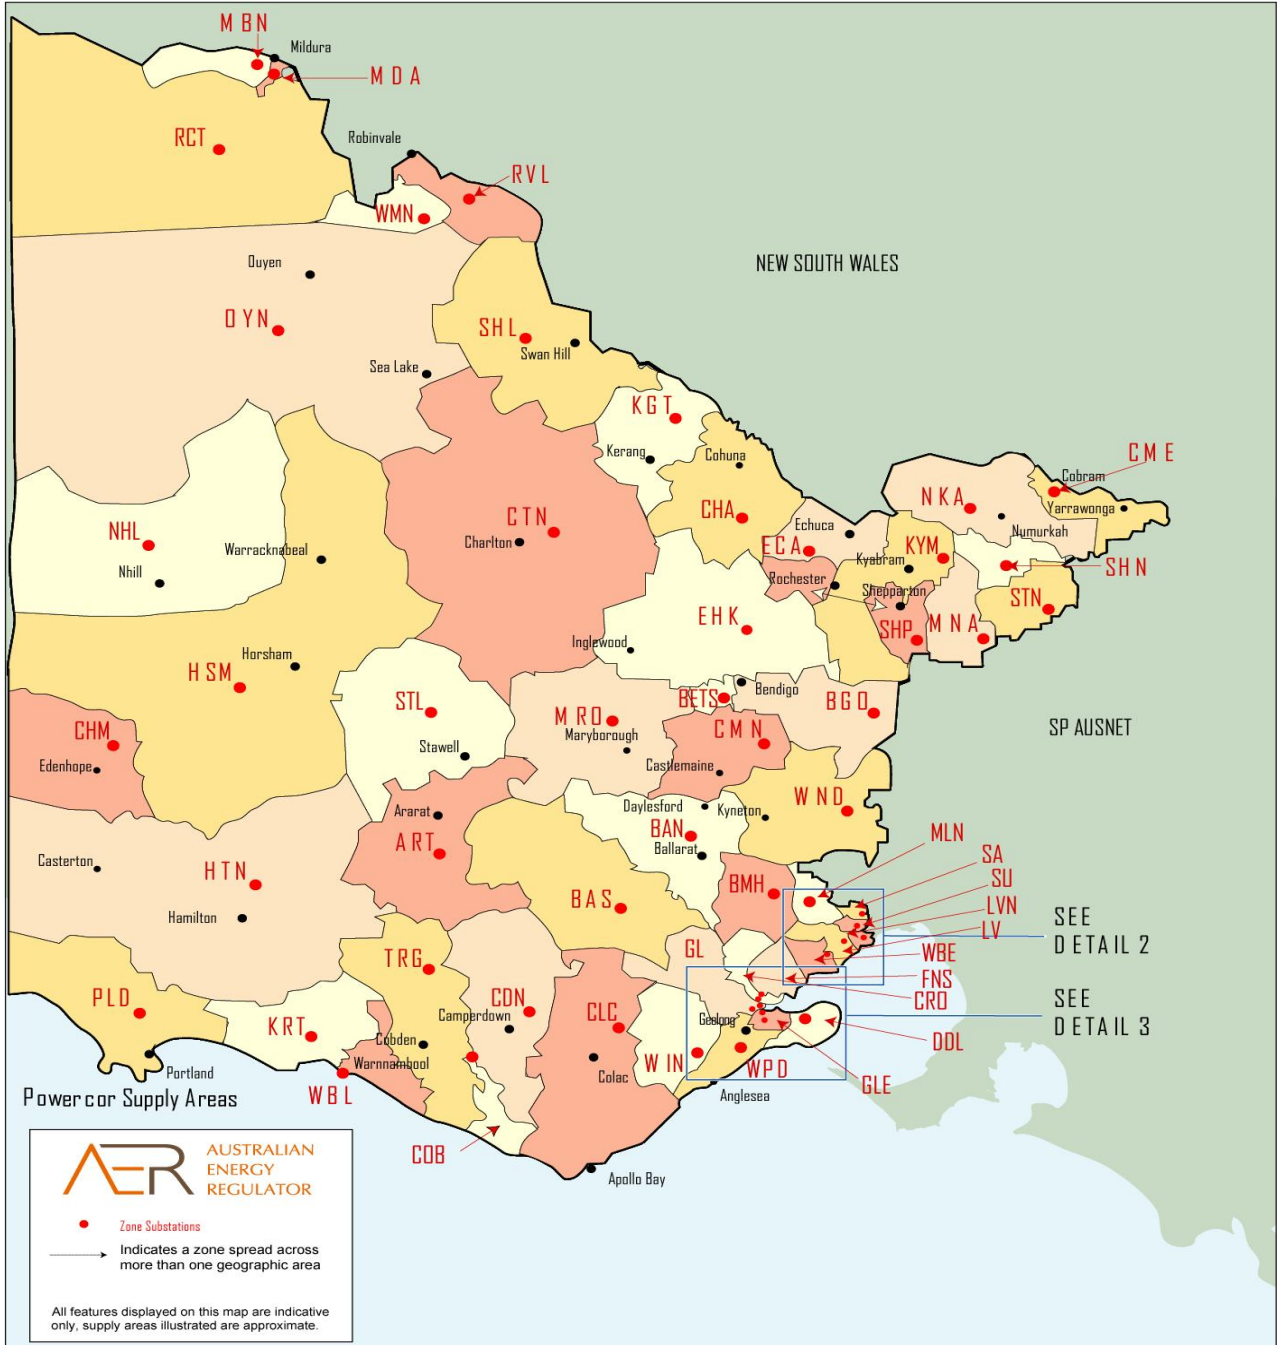 MBN
Mildura
MDA
RCT
Robinvale
RVL
WMN
NEW SOUTH WALES
Ouyen
OYN
SHL
Swan Hill
Sea Lake
KGT
Kerang
Cohuna
CME
Cobram
NKA
Yarrawonga
CHA
Numurkah
Echuca
NHL
CTN
Charlton
ECA
KYM
Warracknabeal
Kyabram
SHN
Nhill
Rochester
Shepparton
STN
EHK
SHP
MNA
Inglewood
Horsham
HSM
Bendigo
BETS
BGO
STL
MRO
CMN
SP AUSNET
CHM
Maryborough
Stawell
Edenhope
Castlemaine
WND
Daylesford
Kyneton
Ararat
BAN
MLN
ART
Ballarat
SA
Casterton
HTN
BMH
SU
BAS
LVN
SEE
DETAIL 2
Hamilton
LV
GL
WBE
TRG
FNS
CRO
PLD
CDN
SEE
DETAIL 3
KRT
Camperdown
CLC
Geelong
Cobden
DDL
WIN
WPD
Warrnambool
Portland
Colac
GLE
WBL
Anglesea
Powercor Supply Areas
COB
Apollo Bay
AER
AUSTRALIAN
ENERGY
REGULATOR
Zone Substations
Indicates a zone spread across
more than one geographic area
All features displayed on this map are indicative
only, supply areas illustrated are approximate.